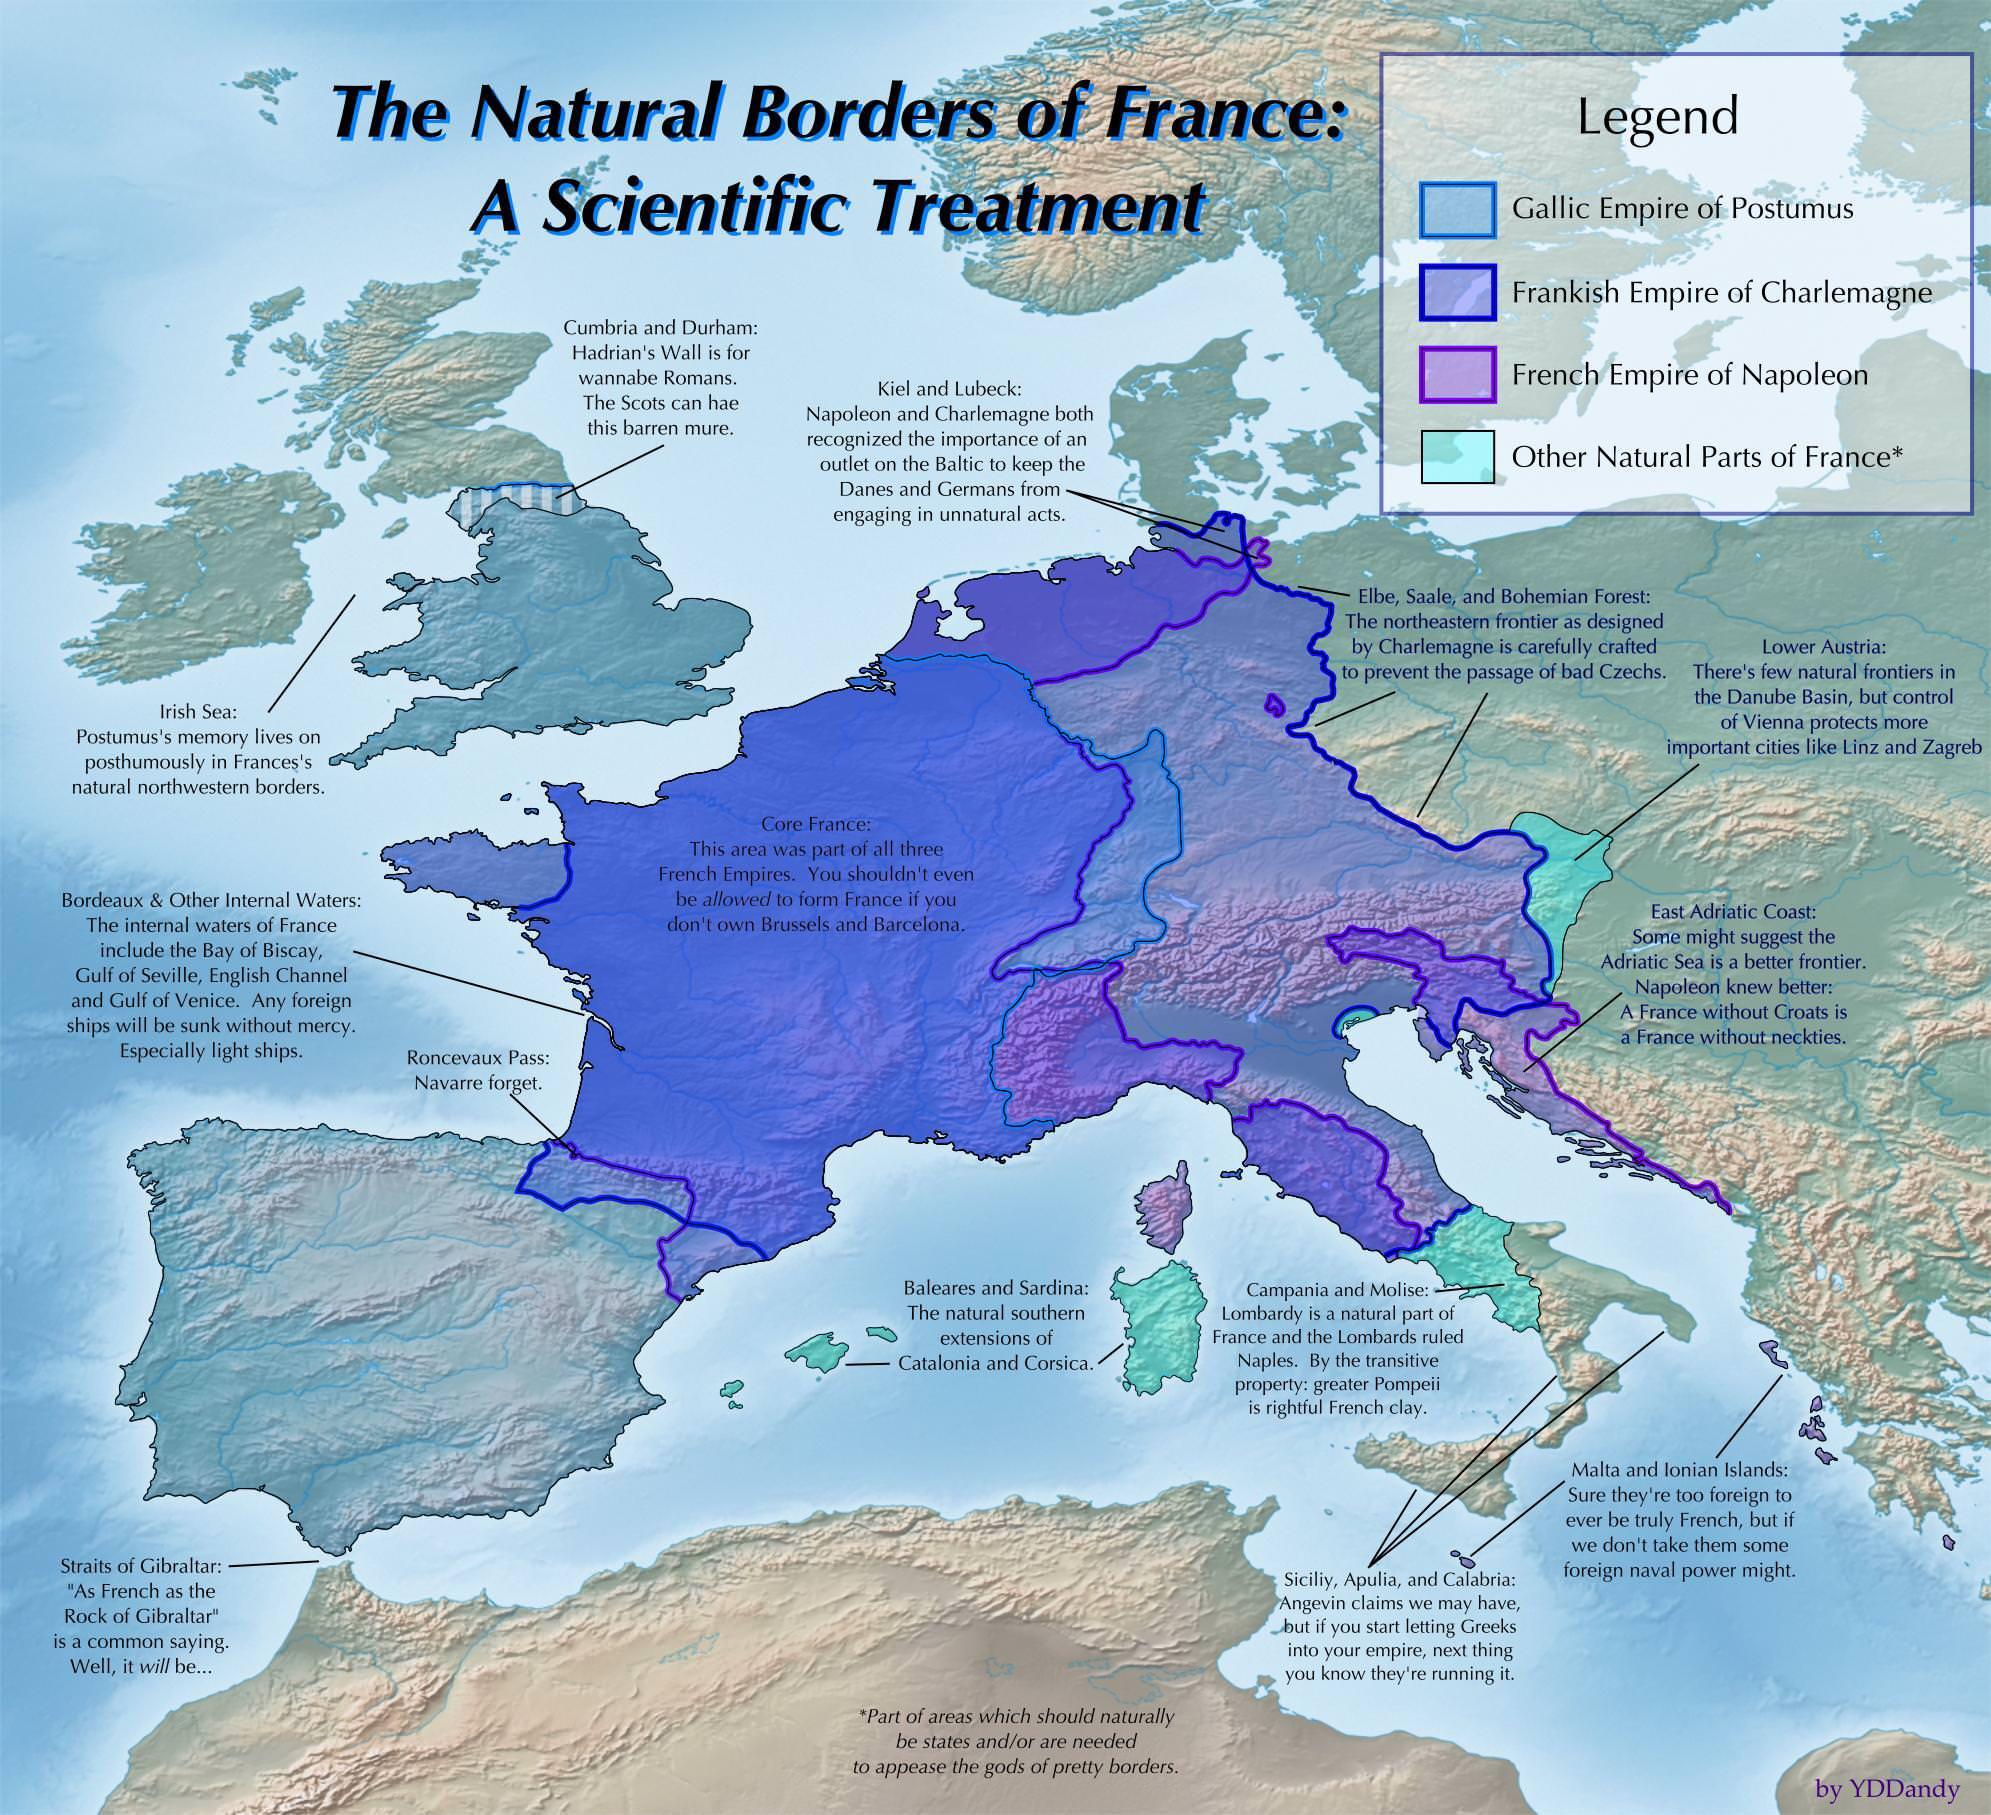 The Natural Borders of France:
A Scientific Treatment
Legend
Gallic Empire of Postumus
Frankish Empire of Charlemagne
French Empire of Napoleon
Other Natural Parts of France*
Cumbria and Durham:
Hadrian's Wall is for
wannabe Romans.
The Scots can hae
this barren mure.
Kiel and Lubeck:
Napoleon and Charlemagne both
recognized the importance of an
outlet on the Baltic to keep the
Danes and Germans from
engaging in unnatural acts.
Elbe, Saale, and Bohemian Forest:
The northeastern frontier as designed
by Charlemagne is carefully crafted
to prevent the passage of bad Czechs.
Lower Austria:
There's few natural frontiers in
the Danube Basin, but control
of Vienna protects more
important cities like Linz and Zagreb
Irish Sea:
Postumus's memory lives on
posthumously in Frances's
natural northwestern borders.
Core France:
This area was part of all three
French Empires.  You shouldn't even
be allowed to form France if you
don't own Brussels and Barcelona.
Bordeaux & Other Internal Waters:
The internal waters of France
include the Bay of Biscay,
Gulf of Seville, English Channel
and Gulf of Venice.  Any foreign
ships will be sunk without mercy.
Especially light ships.
East Adriatic Coast:
Some might suggest the
Adriatic Sea is a better frontier.
Napoleon knew better:
A France without Croats is
a France without neckties.
Roncevaux Pass:
Navarre forget.
Baleares and Sardina:
The natural southern
extensions of
Catalonia and Corsica.
Campania and Molise:
Lombardy is a natural part of
France and the Lombards ruled
Naples.  By the transitive
property: greater Pompeii
is rightful French clay.
Malta and Ionian Islands:
Sure they're too foreign to
ever be truly French, but if
we don't take them some
foreign naval power might.
Straits of Gibraltar:
"As French as the
Rock of Gibraltar"
is a common saying.
Well, it will be...
Siciliy, Apulia, and Calabria:
Angevin claims we may have,
but if you start letting Greeks
into your empire, next thing
you know they're running it.
*Part of areas which should naturally
be states and/or are needed
to appease the gods of pretty borders.
by YDDandy